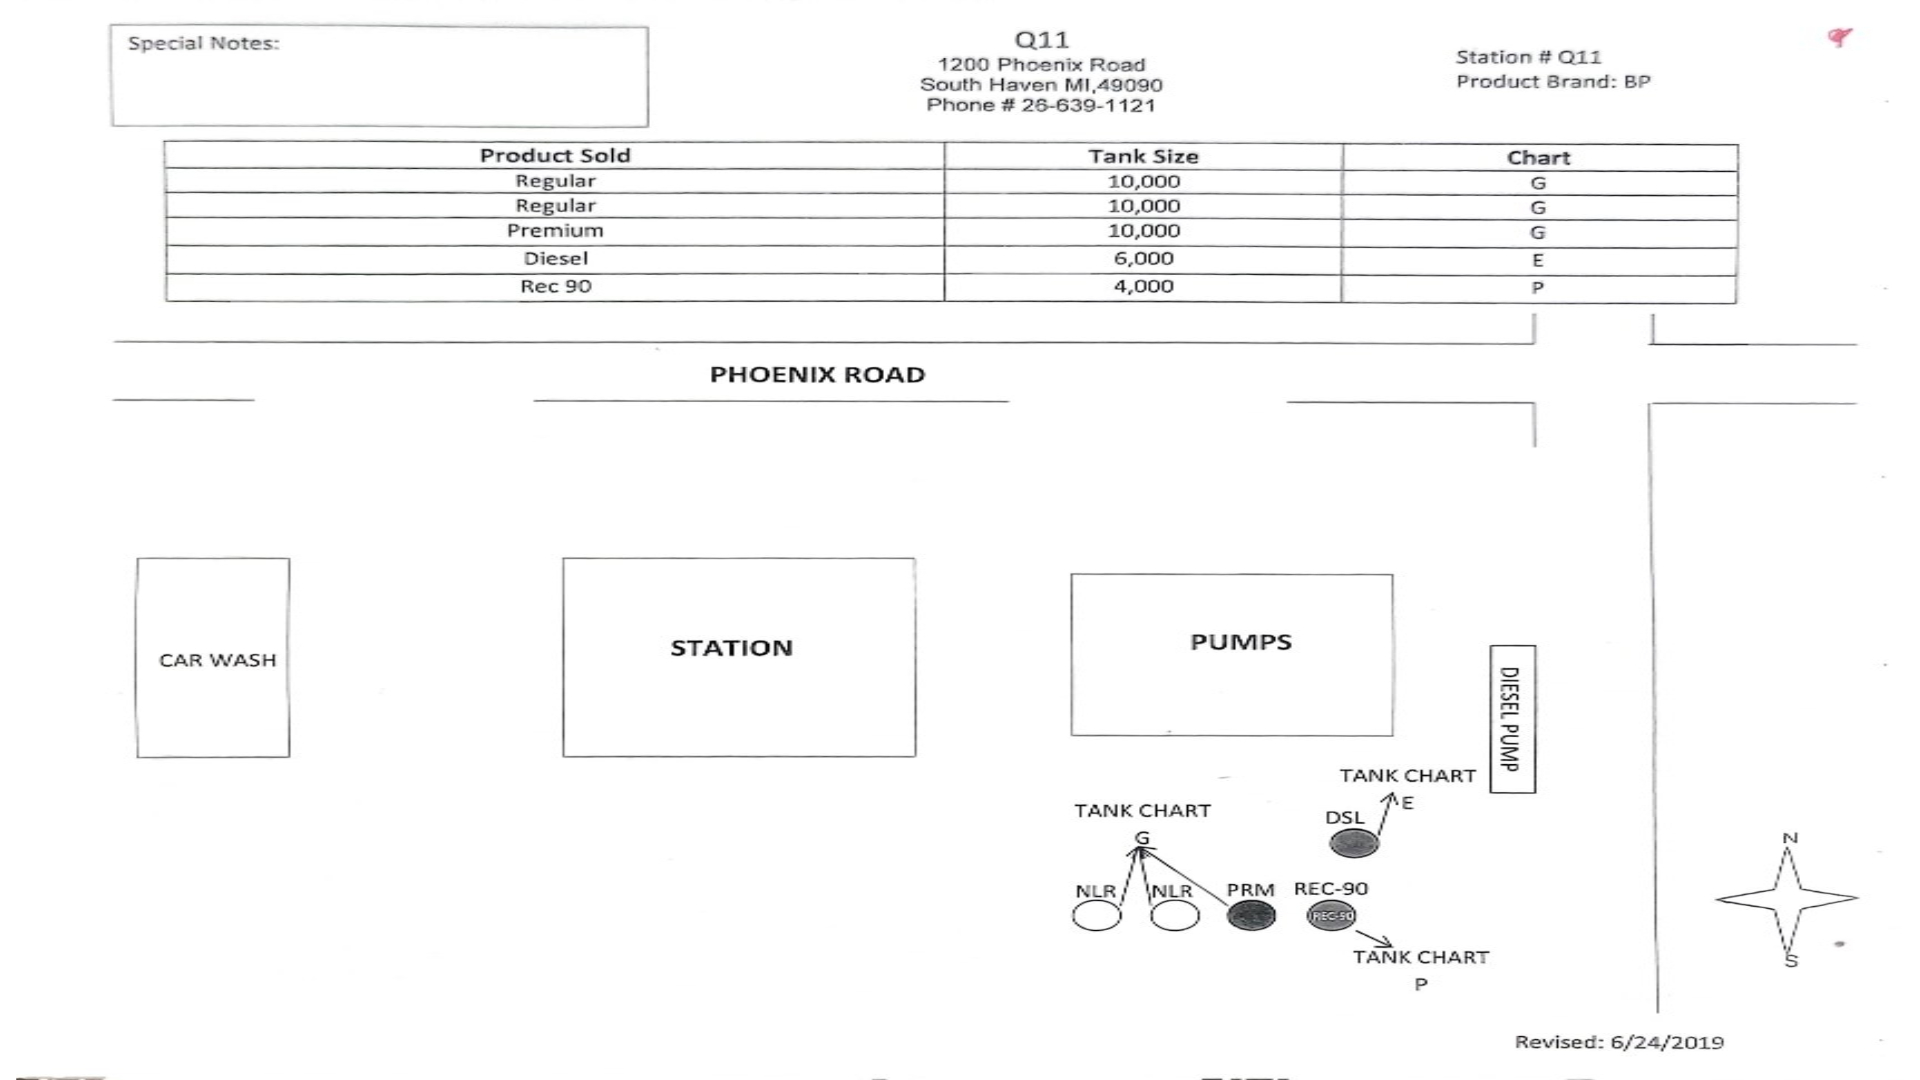 Special Notes:
Q11
1200 Phoenix Road
South Haven MI,49090
Phone # 26-639-1121
Station # Q11
Product Brand: BP
Product Sold Tank Size Chart
Regular 10,000 G
Regular 10,000 G
Premium 10,000 G
Diesel 6,000 E
Rec 90 4,000 P
PHOENIX ROAD
CAR WASH
STATION
PUMPS
DIESEL PUMP
TANK CHART
E
TANK CHART
G
DSL
NLR
NLR
PRM
REC-90
REC-90
TANK CHART
P
N
S
Revised: 6/24/2019